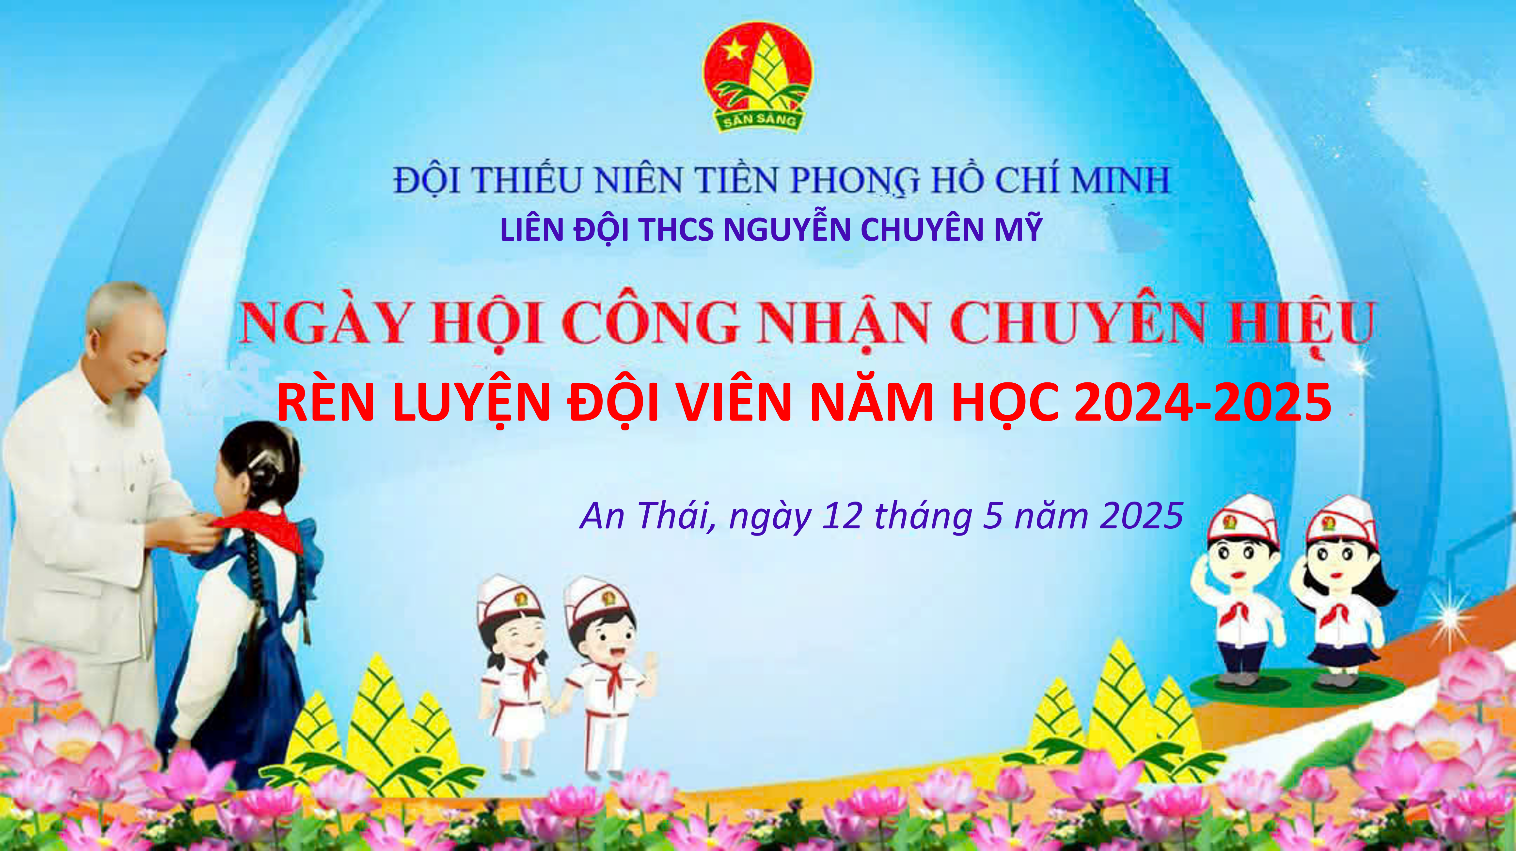 SẴN SÀNG
ĐỘI THIẾU NIÊN TIỀN PHONG HỒ CHÍ MINH
LIÊN ĐỘI THCS NGUYỄN CHUYÊN MỸ
NGÀY HỘI CÔNG NHẬN CHUYÊN HIỆU
RÈN LUYỆN ĐỘI VIÊN NĂM HỌC 2024-2025
An Thái, ngày 12 tháng 5 năm 2025